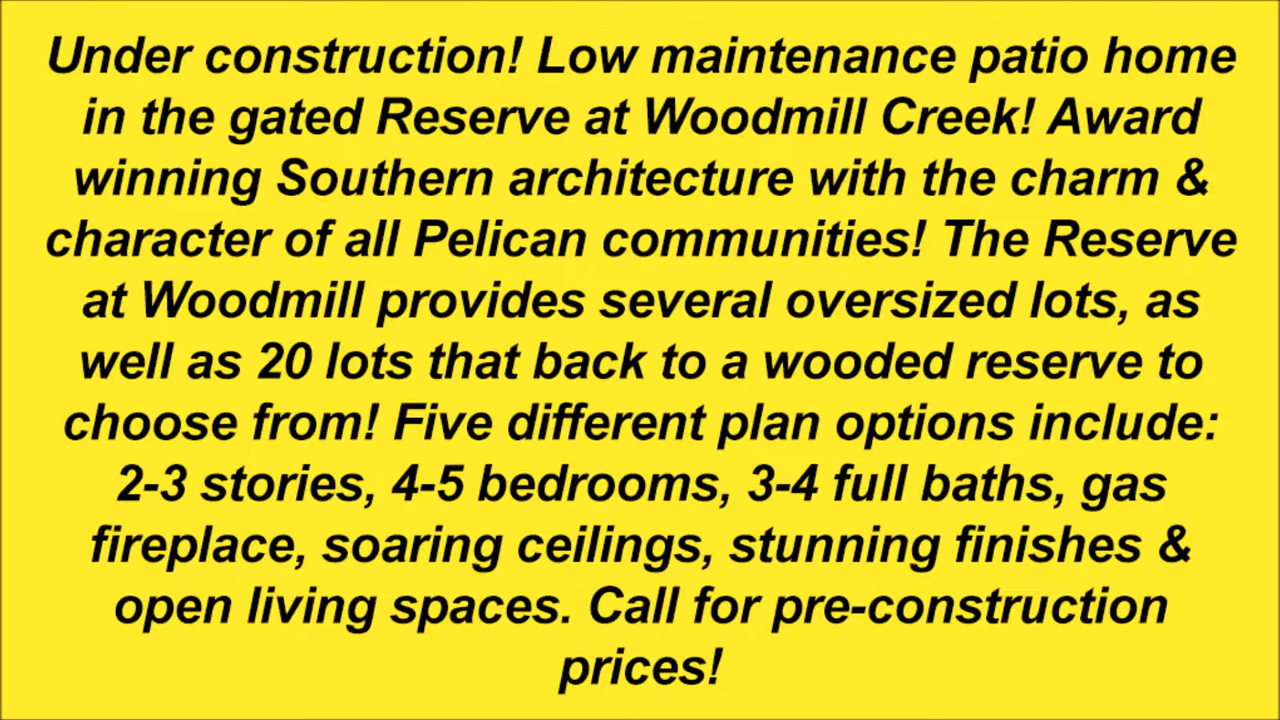 Under construction! Low maintenance patio home
in the gated Reserve at Woodmill Creek! Award
winning Southern architecture with the charm &
character of all Pelican communities! The Reserve
at Woodmill provides several oversized lots, as
well as 20 lots that back to a wooded reserve to
choose from! Five different plan options include:
2-3 stories, 4-5 bedrooms, 3-4 full baths, gas
fireplace, soaring ceilings, stunning finishes &
open living spaces. Call for pre-construction
prices!